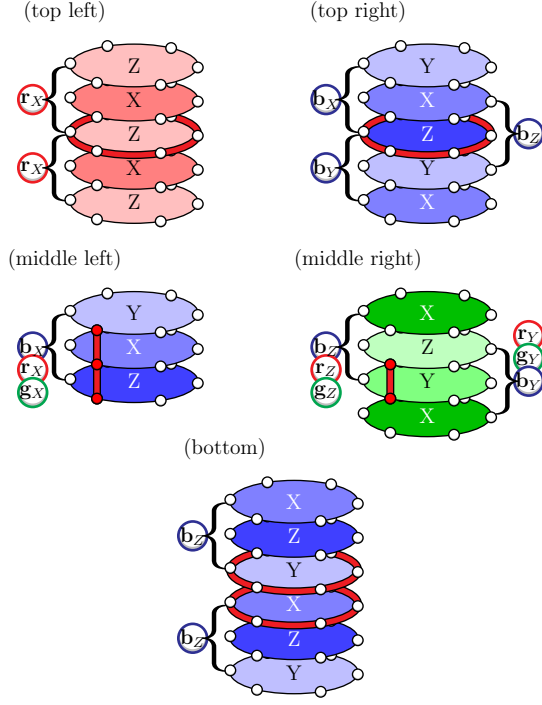 (top left)
Z
X
Z
X
Z
r_X
r_X
(top right)
Y
X
Z
Y
X
b_X
b_Y
b_Z
(middle left)
Y
X
Z
b_X
r_X
g_X
(middle right)
X
Z
Y
X
b_Z
r_Z
g_Z
r_Y
g_Y
b_Y
(bottom)
X
Z
Y
X
Z
Y
b_Z
b_Z